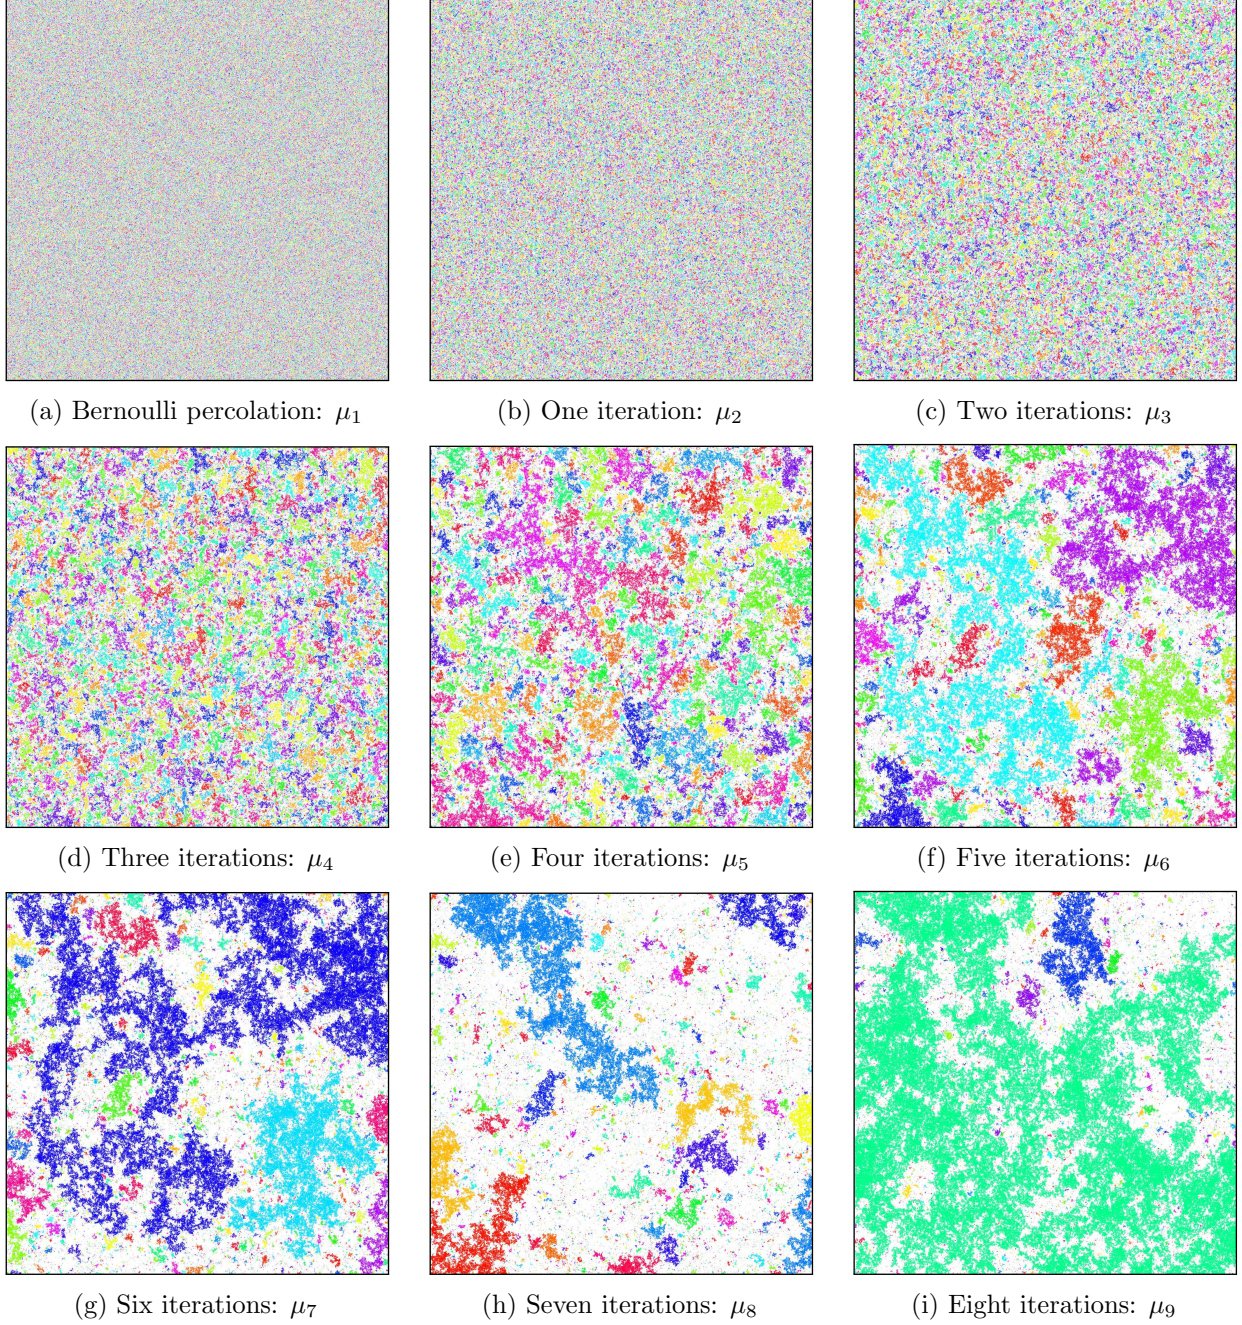 (a) Bernoulli percolation: μ₁
(b) One iteration: μ₂
(c) Two iterations: μ₃
(d) Three iterations: μ₄
(e) Four iterations: μ₅
(f) Five iterations: μ₆
(g) Six iterations: μ₇
(h) Seven iterations: μ₈
(i) Eight iterations: μ₉